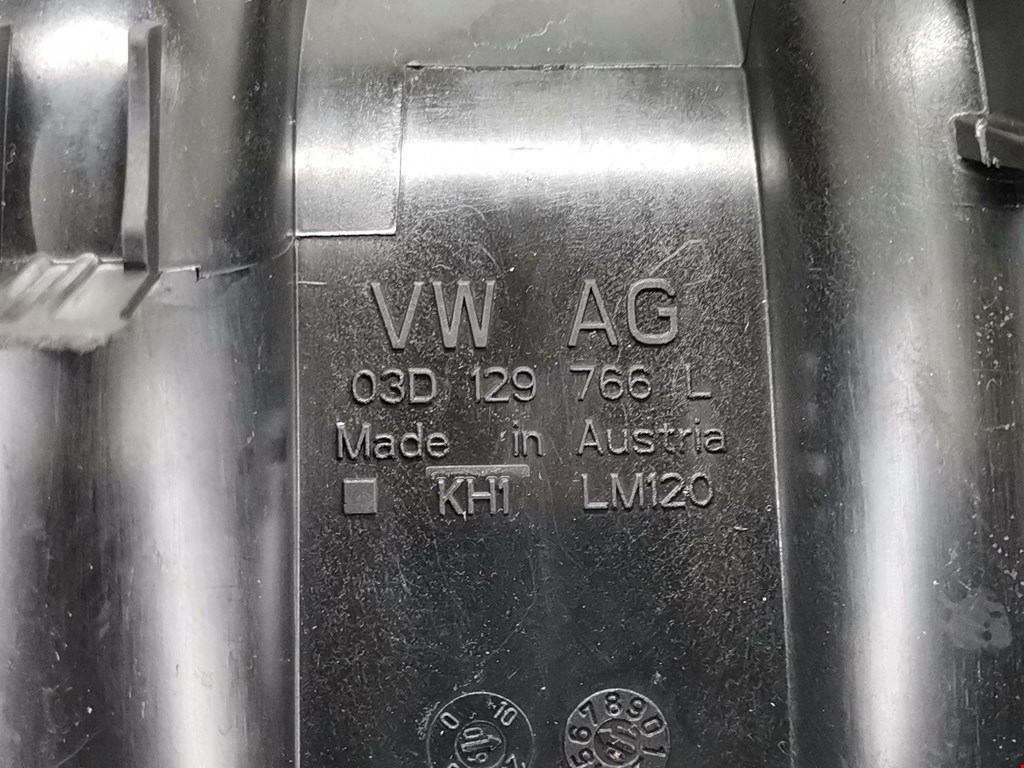 VW AG
03D 129 766 L
Made in Austria
KH1 LM120